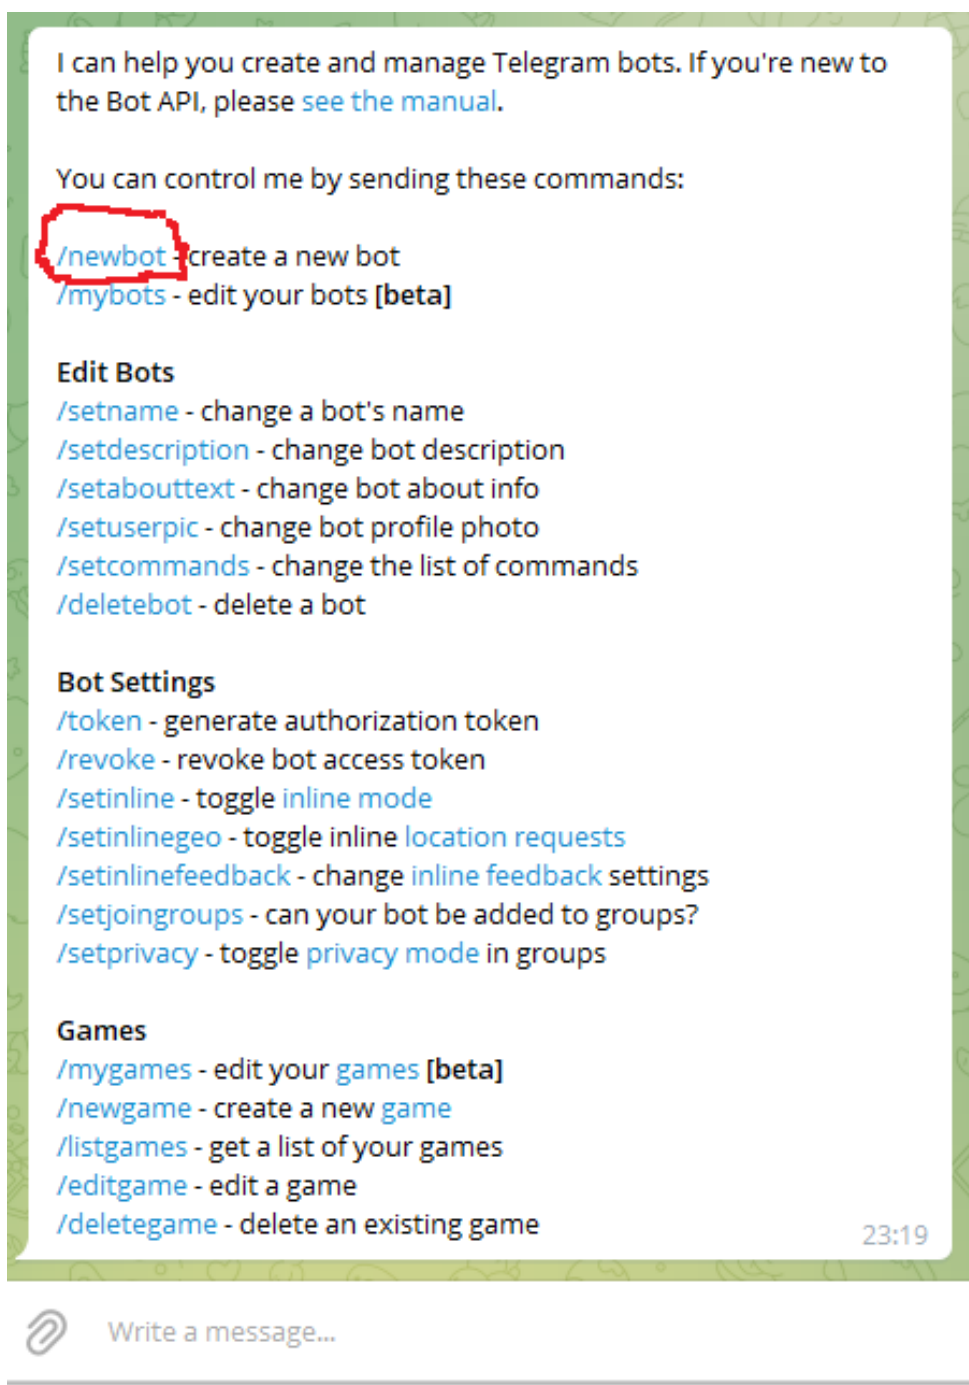 I can help you create and manage Telegram bots. If you're new to
the Bot API, please see the manual.
You can control me by sending these commands:
/newbot - create a new bot
/mybots - edit your bots [beta]
Edit Bots
/setname - change a bot's name
/setdescription - change bot description
/setabouttext - change bot about info
/setuserpic - change bot profile photo
/setcommands - change the list of commands
/deletebot - delete a bot
Bot Settings
/token - generate authorization token
/revoke - revoke bot access token
/setinline - toggle inline mode
/setinlinegeo - toggle inline location requests
/setinlinefeedback - change inline feedback settings
/setjoingroups - can your bot be added to groups?
/setprivacy - toggle privacy mode in groups
Games
/mygames - edit your games [beta]
/newgame - create a new game
/listgames - get a list of your games
/editgame - edit a game
/deletegame - delete an existing game
23:19
Write a message...